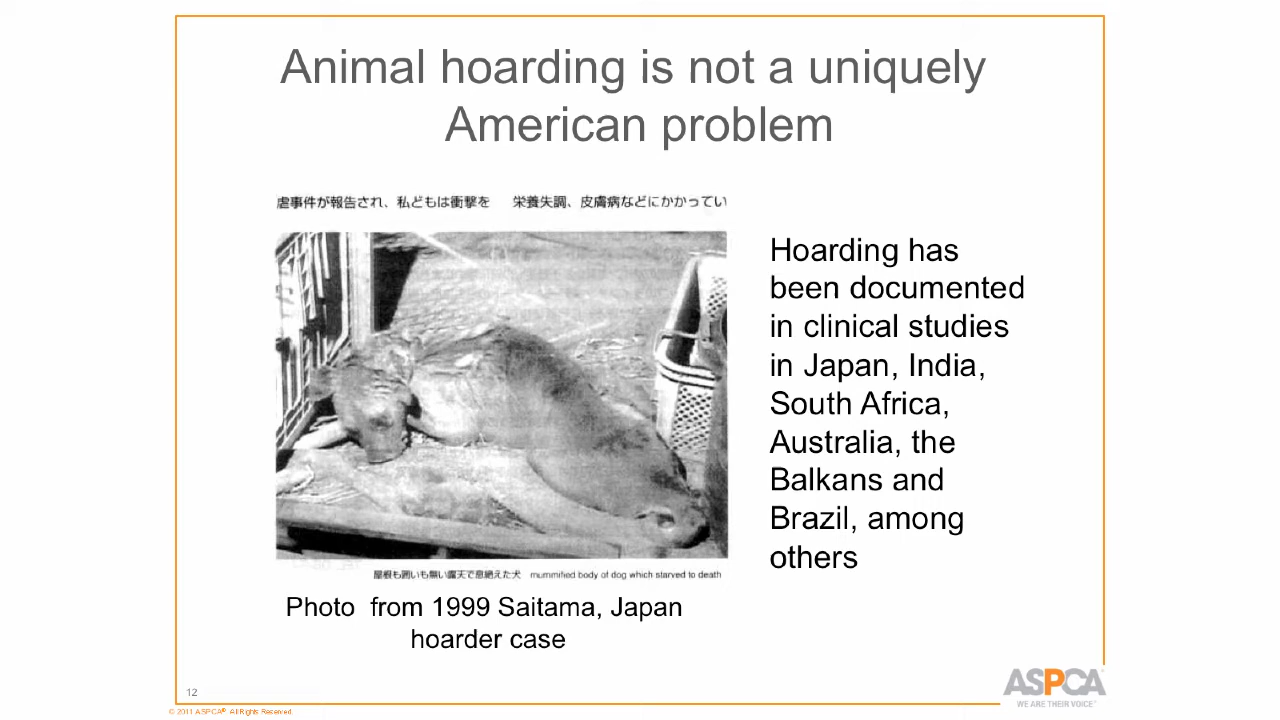 Animal hoarding is not a uniquely
American problem
虐事件が報告され、私どもは衝撃を 栄養失調、皮膚病などにかかってい
Hoarding has
been documented
in clinical studies
in Japan, India,
South Africa,
Australia, the
Balkans and
Brazil, among
others
屋根も囲いも無い露天で息絶えた犬 mummified body of dog which starved to death
Photo from 1999 Saitama, Japan
hoarder case
12
ASPCA
WE ARE THEIR VOICE
© 2011 ASPCA®. All Rights Reserved.